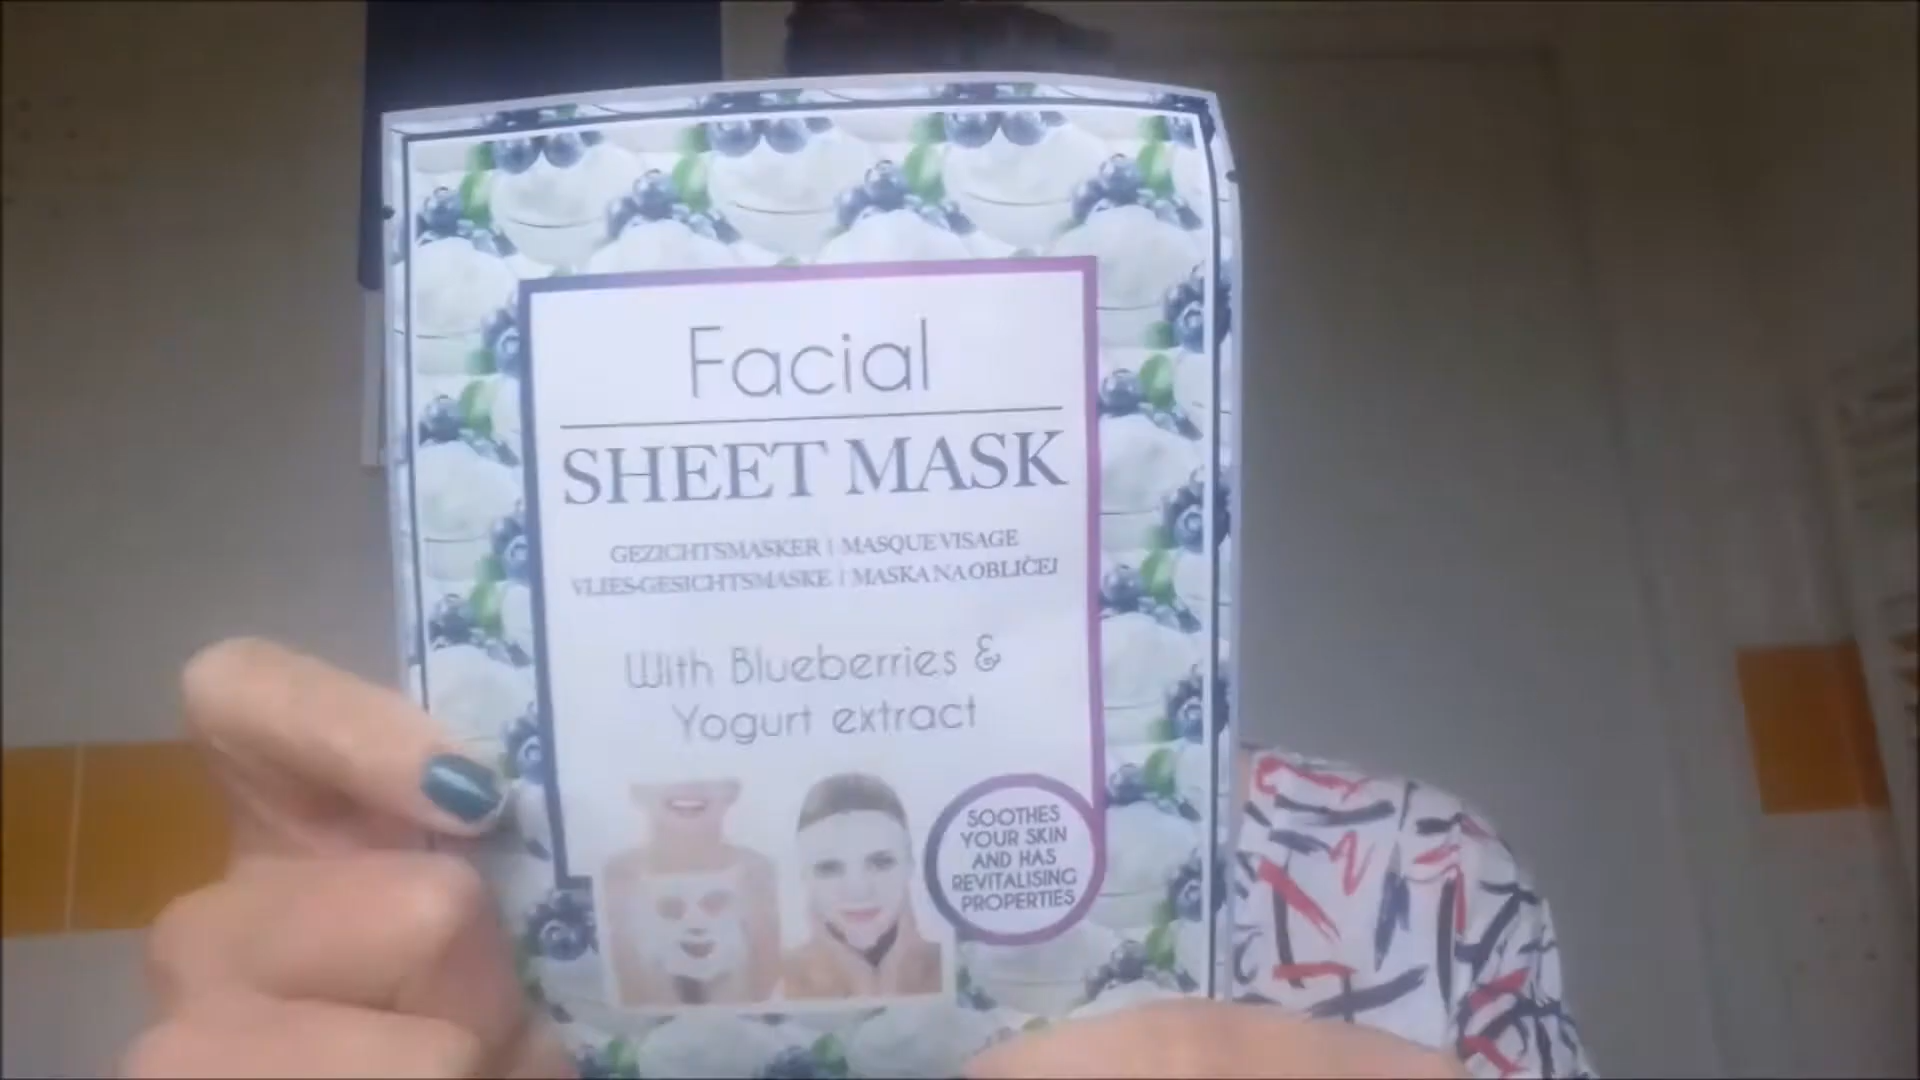 Facial
SHEET MASK
GEZICHTSMASKER | MASQUE VISAGE
VLIES-GESICHTSMASKE | MASKA NA OBLIČEJ
With Blueberries &
Yogurt extract
SOOTHES
YOUR SKIN
AND HAS
REVITALISING
PROPERTIES